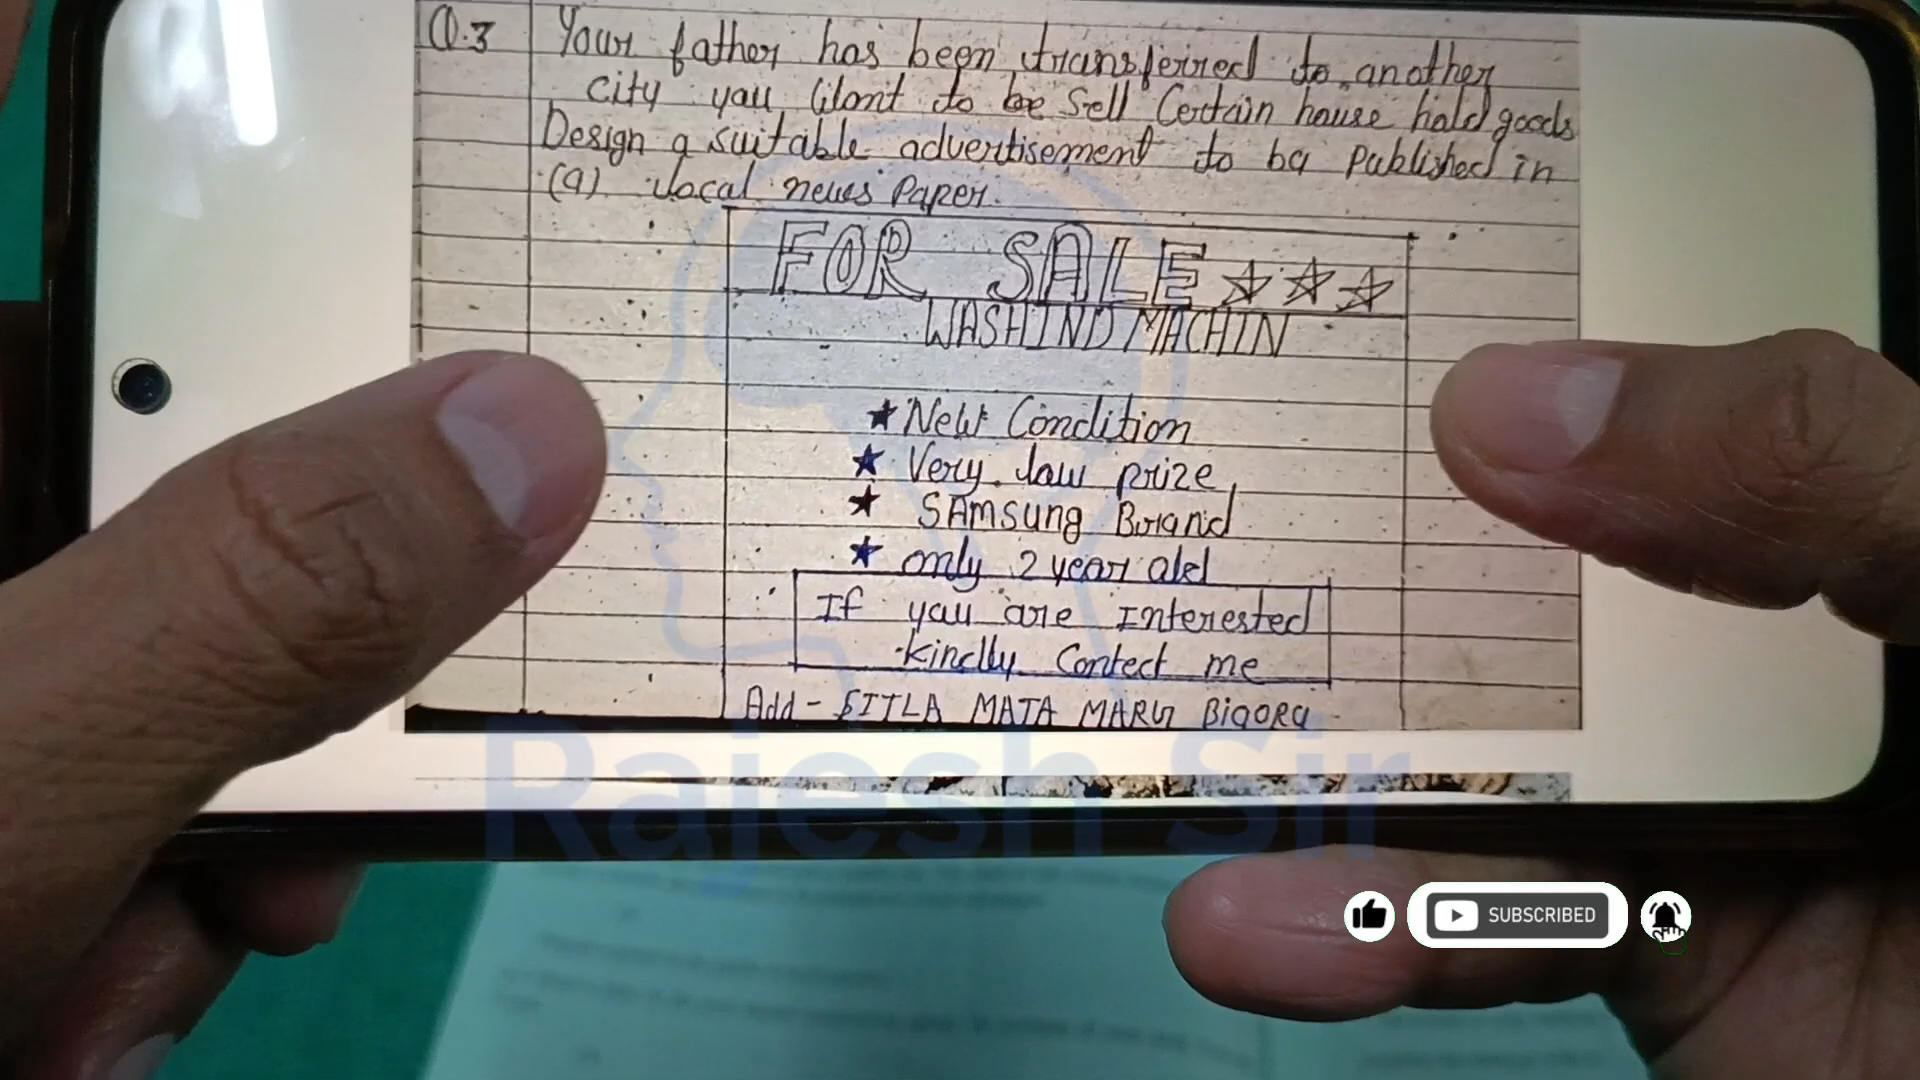 Q.3 Your father has been transferred to another
city you Want to be Sell Certain house hold goods
Design a suitable advertisement to ba Published in
(a) local news Paper.
FOR SALE
WASHIND MACHIN
★ New Condition
★ Very low prize
★ SAmsung Brand
★ only 2 year old
If you are Interested
kindly Contect me
Add - SITLA MATA MARG BigORa
Rajesh Sir
SUBSCRIBED